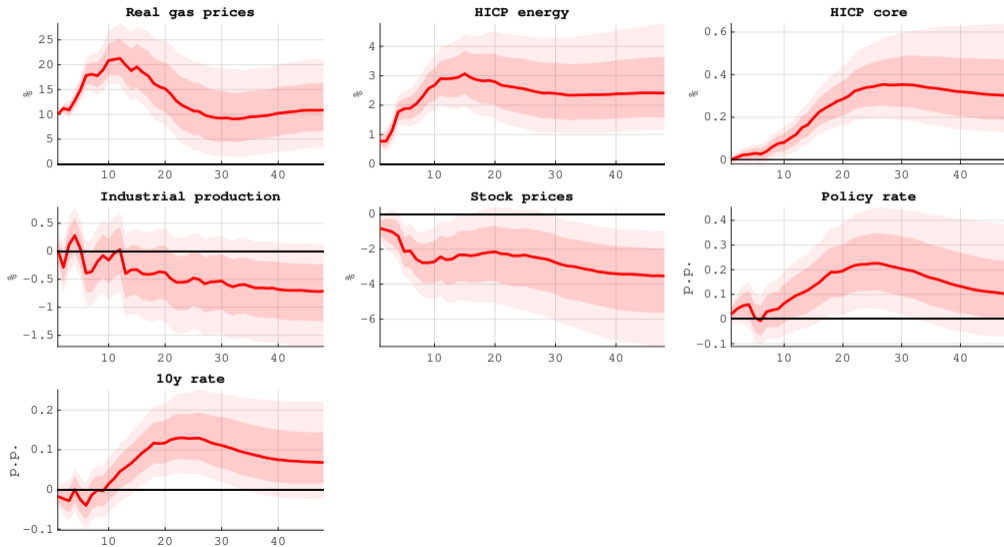 Real gas prices
HICP energy
HICP core
25
20
15
10
5
0
%
10 20 30 40
4
3
2
1
0
%
10 20 30 40
0.6
0.4
0.2
0
%
10 20 30 40
Industrial production
Stock prices
Policy rate
0.5
0
-0.5
-1
-1.5
%
10 20 30 40
0
-2
-4
-6
%
10 20 30 40
0.4
0.3
0.2
0.1
0
-0.1
p.p.
10 20 30 40
10y rate
0.2
0.1
0
-0.1
p.p.
10 20 30 40